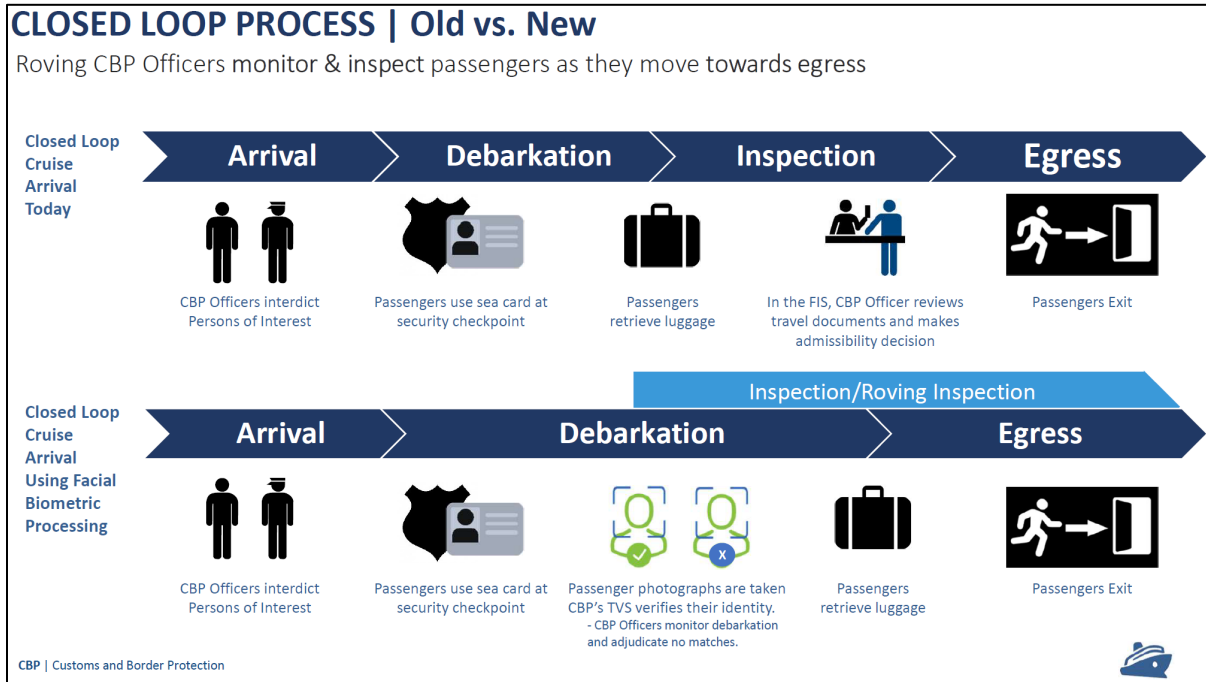 CLOSED LOOP PROCESS | Old vs. New
Roving CBP Officers monitor & inspect passengers as they move towards egress
Closed Loop
Cruise
Arrival
Today
Arrival
Debarkation
Inspection
Egress
CBP Officers interdict
Persons of Interest
Passengers use sea card at
security checkpoint
Passengers
retrieve luggage
In the FIS, CBP Officer reviews
travel documents and makes
admissibility decision
Passengers Exit
Inspection/Roving Inspection
Closed Loop
Cruise
Arrival
Using Facial
Biometric
Processing
Arrival
Debarkation
Egress
X
CBP Officers interdict
Persons of Interest
Passengers use sea card at
security checkpoint
Passenger photographs are taken
CBP's TVS verifies their identity.
- CBP Officers monitor debarkation
and adjudicate no matches.
Passengers
retrieve luggage
Passengers Exit
CBP | Customs and Border Protection